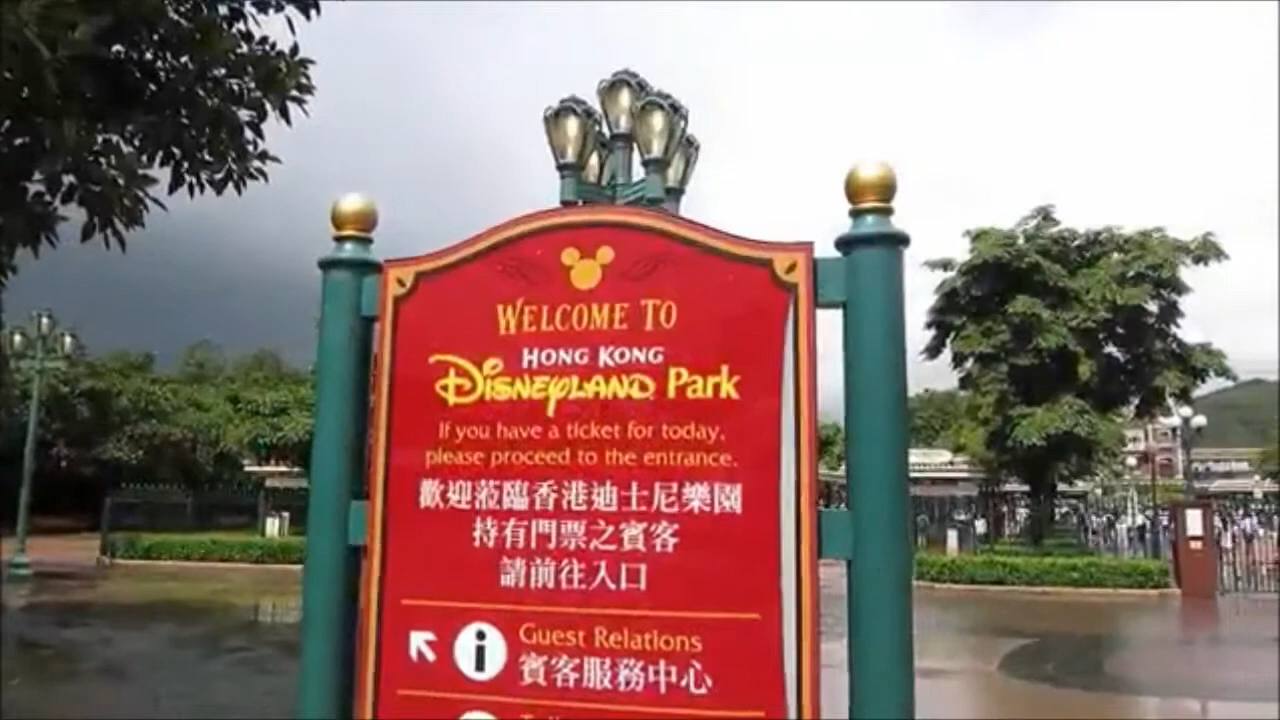 WELCOME TO
HONG KONG
DISNEYLAND Park
If you have a ticket for today,
please proceed to the entrance.
歡迎蒞臨香港迪士尼樂園
持有門票之賓客
請前往入口
Guest Relations
賓客服務中心